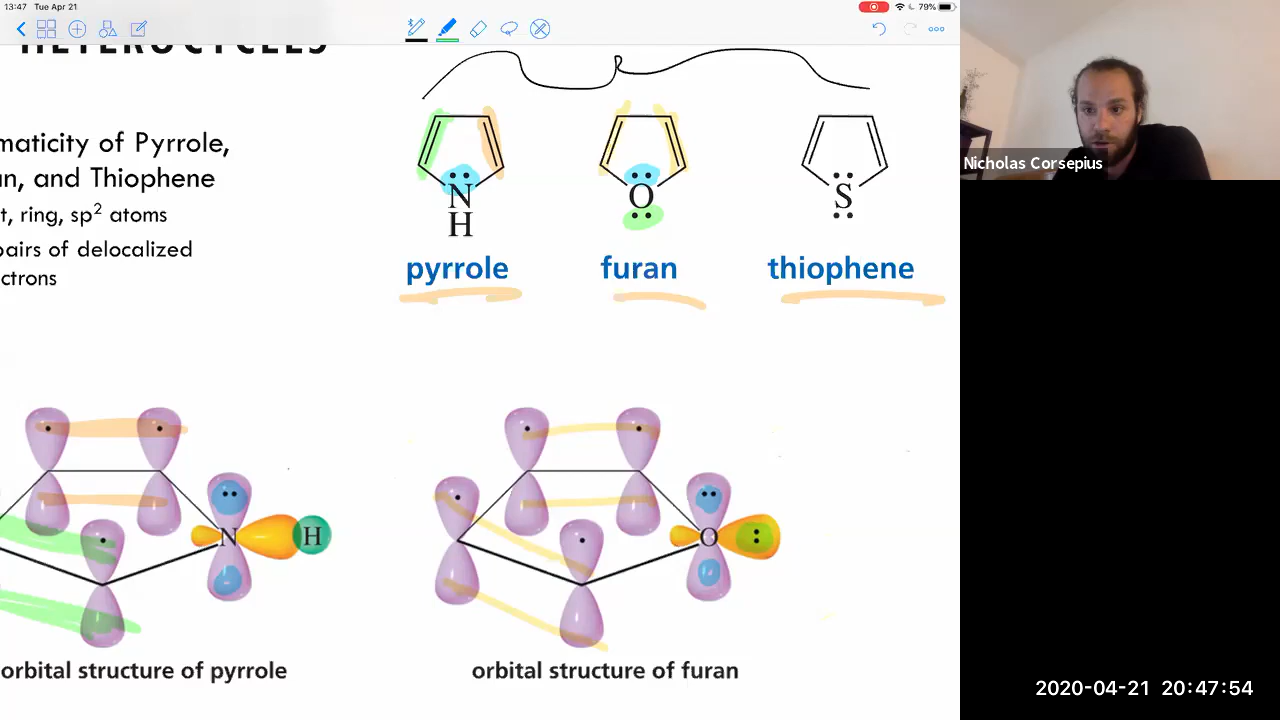 13:47 Tue Apr 21
79%
HETEROCYCLES
maticity of Pyrrole,
n, and Thiophene
t, ring, sp² atoms
pairs of delocalized
ctrons
N
H
O
S
pyrrole
furan
thiophene
N
H
O
orbital structure of pyrrole
orbital structure of furan
Nicholas Corsepius
2020-04-21 20:47:54